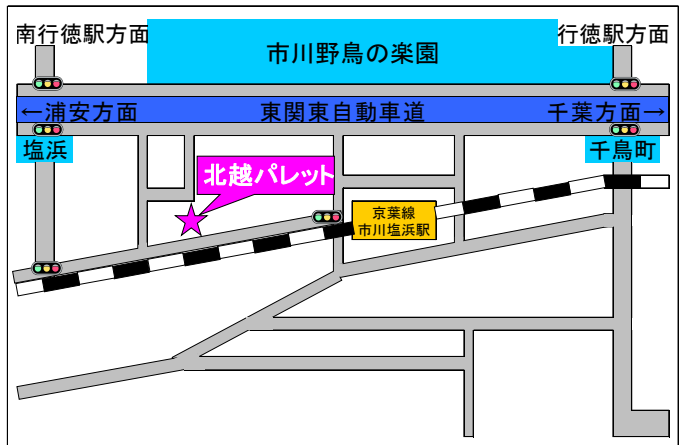 南行徳駅方面
行徳駅方面
市川野鳥の楽園
←浦安方面
東関東自動車道
千葉方面→
塩浜
千鳥町
北越パレット
京葉線
市川塩浜駅